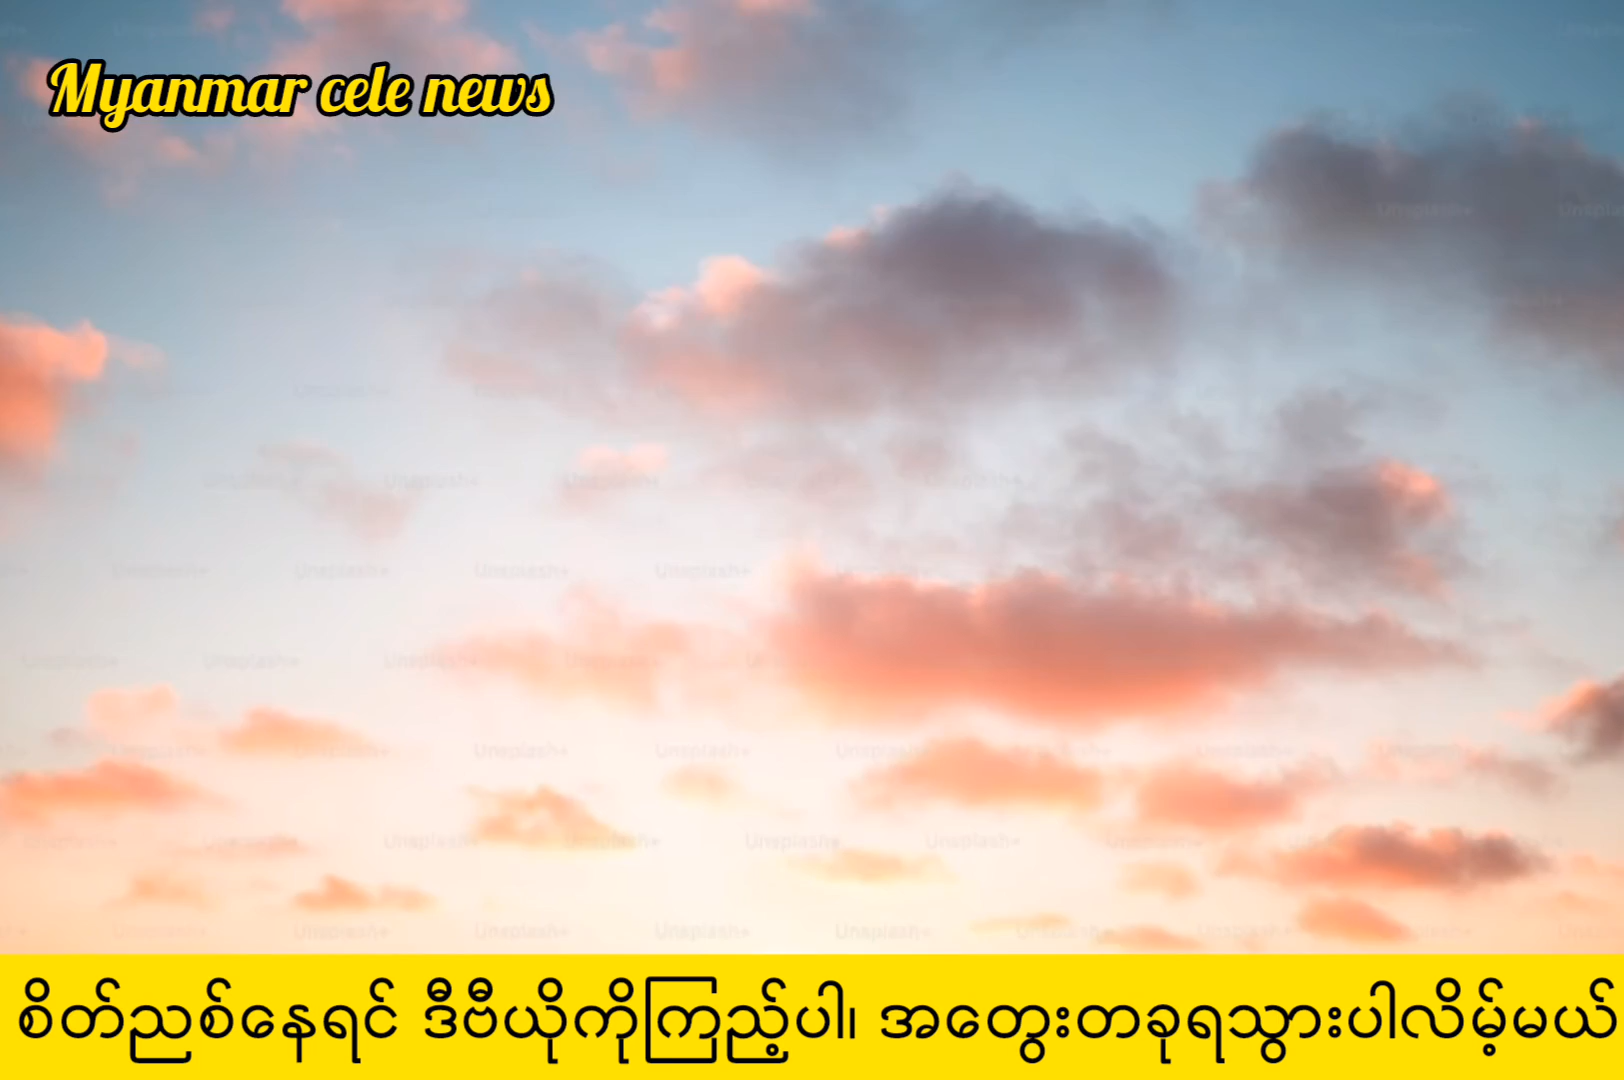 Myanmar cele news
စိတ်ညစ်နေရင် ဒီဗီယိုကိုကြည့်ပါ၊ အတွေးတခုရသွားပါလိမ့်မယ်